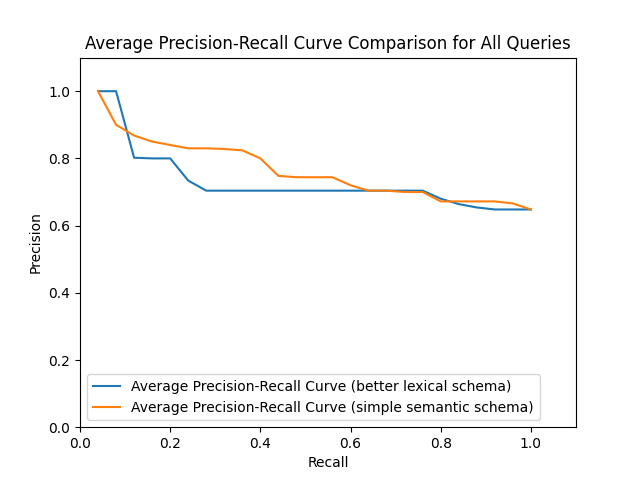 Average Precision-Recall Curve Comparison for All Queries
1.0
0.8
0.6
0.4
0.2
0.0
Precision
Average Precision-Recall Curve (better lexical schema)
Average Precision-Recall Curve (simple semantic schema)
0.0 0.2 0.4 0.6 0.8 1.0
Recall